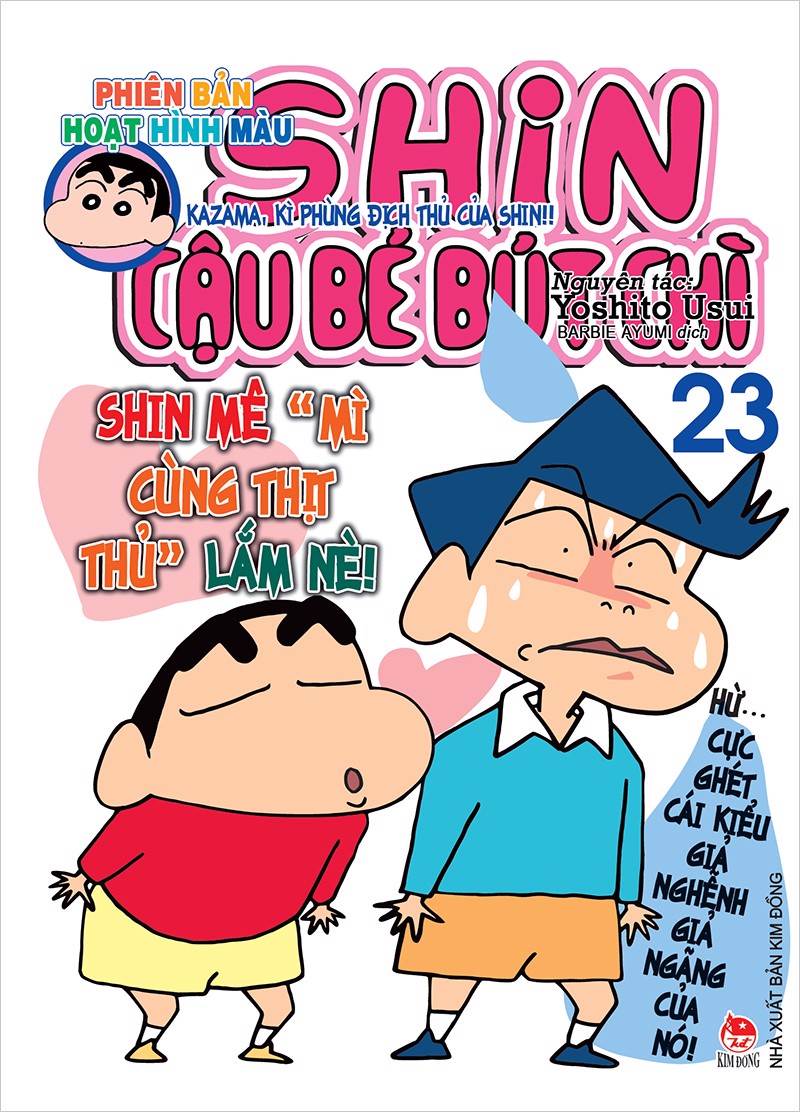 PHIÊN BẢN
HOẠT HÌNH MÀU
SHiN
KAZAMA, KÌ PHÙNG ĐỊCH THỦ CỦA SHIN!!
CẬU BÉ BÚT CHÌ
Nguyên tác:
Yoshito Usui
BARBIE AYUMI dịch
23
SHIN MÊ “MÌ
CÙNG THỊT
THỦ” LẮM NÈ!
HỪ...
CỰC
GHÉT
CÁI KIỂU
GIẢ
NGHỄNH
GIẢ
NGÃNG
CỦA
NÓ!
NHÀ XUẤT BẢN KIM ĐỒNG
KIM ĐỒNG